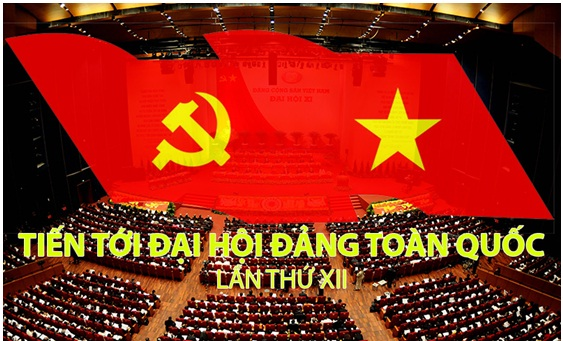 TIẾN TỚI ĐẠI HỘI ĐẢNG TOÀN QUỐC
LẦN THỨ XII